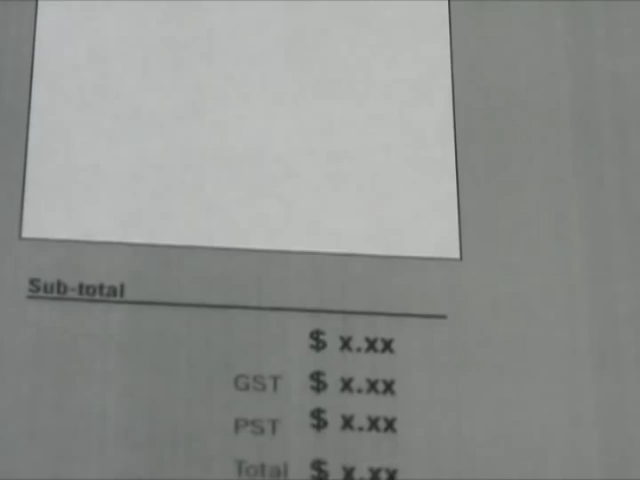 Sub-total
$ x.xx
GST $ x.xx
PST $ x.xx
Total $ x.xx